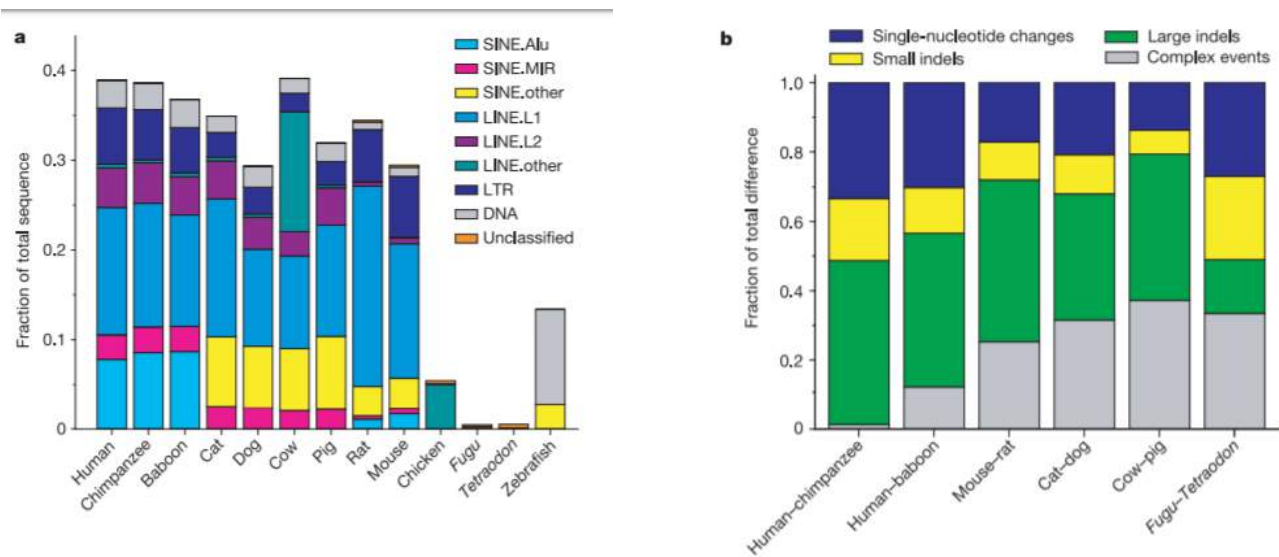 a
Fraction of total sequence
0.4
0.3
0.2
0.1
0
SINE.Alu
SINE.MIR
SINE.other
LINE.L1
LINE.L2
LINE.other
LTR
DNA
Unclassified
Human
Chimpanzee
Baboon
Cat
Dog
Cow
Pig
Rat
Mouse
Chicken
Fugu
Tetraodon
Zebrafish
b
Single-nucleotide changes
Small indels
Large indels
Complex events
Fraction of total difference
1.0
0.8
0.6
0.4
0.2
0
Human–chimpanzee
Human–baboon
Mouse–rat
Cat–dog
Cow–pig
Fugu–Tetraodon